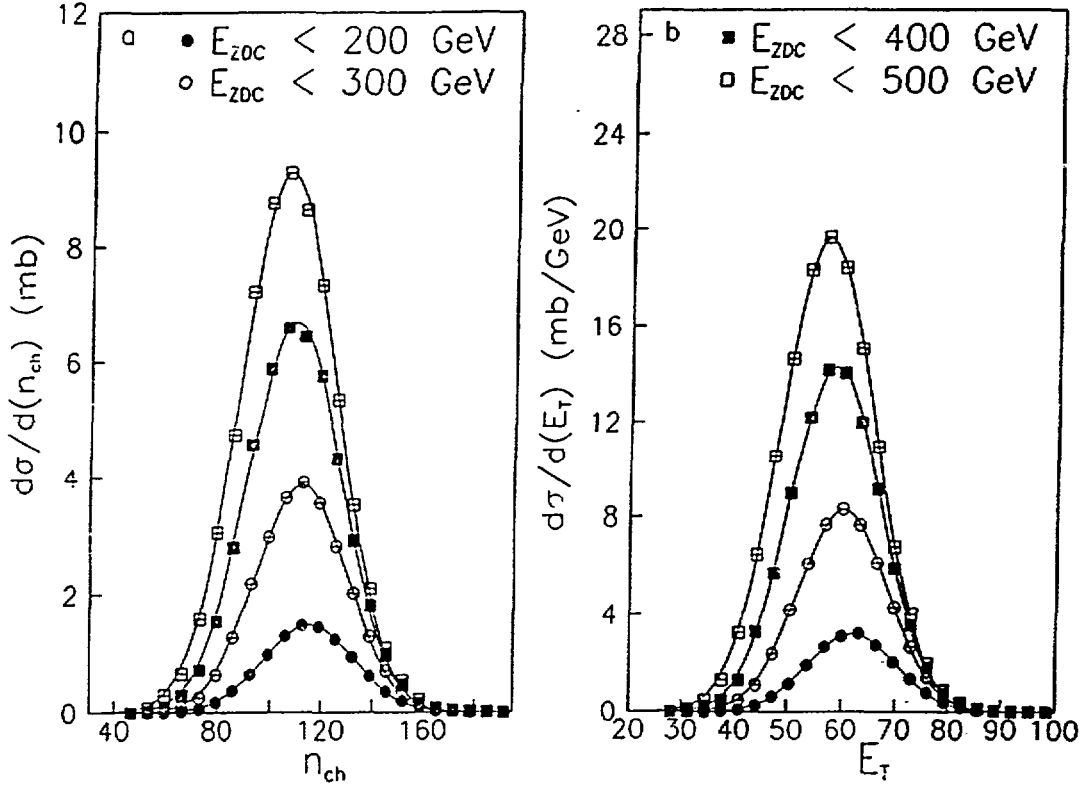 a
E_ZDC < 200 GeV
E_ZDC < 300 GeV
12
10
8
6
4
2
0
dσ/d(n_ch) (mb)
40 80 120 160
n_ch
b
E_ZDC < 400 GeV
E_ZDC < 500 GeV
28
24
20
16
12
8
4
0
dσ/d(E_T) (mb/GeV)
20 30 40 50 60 70 80 90 100
E_T